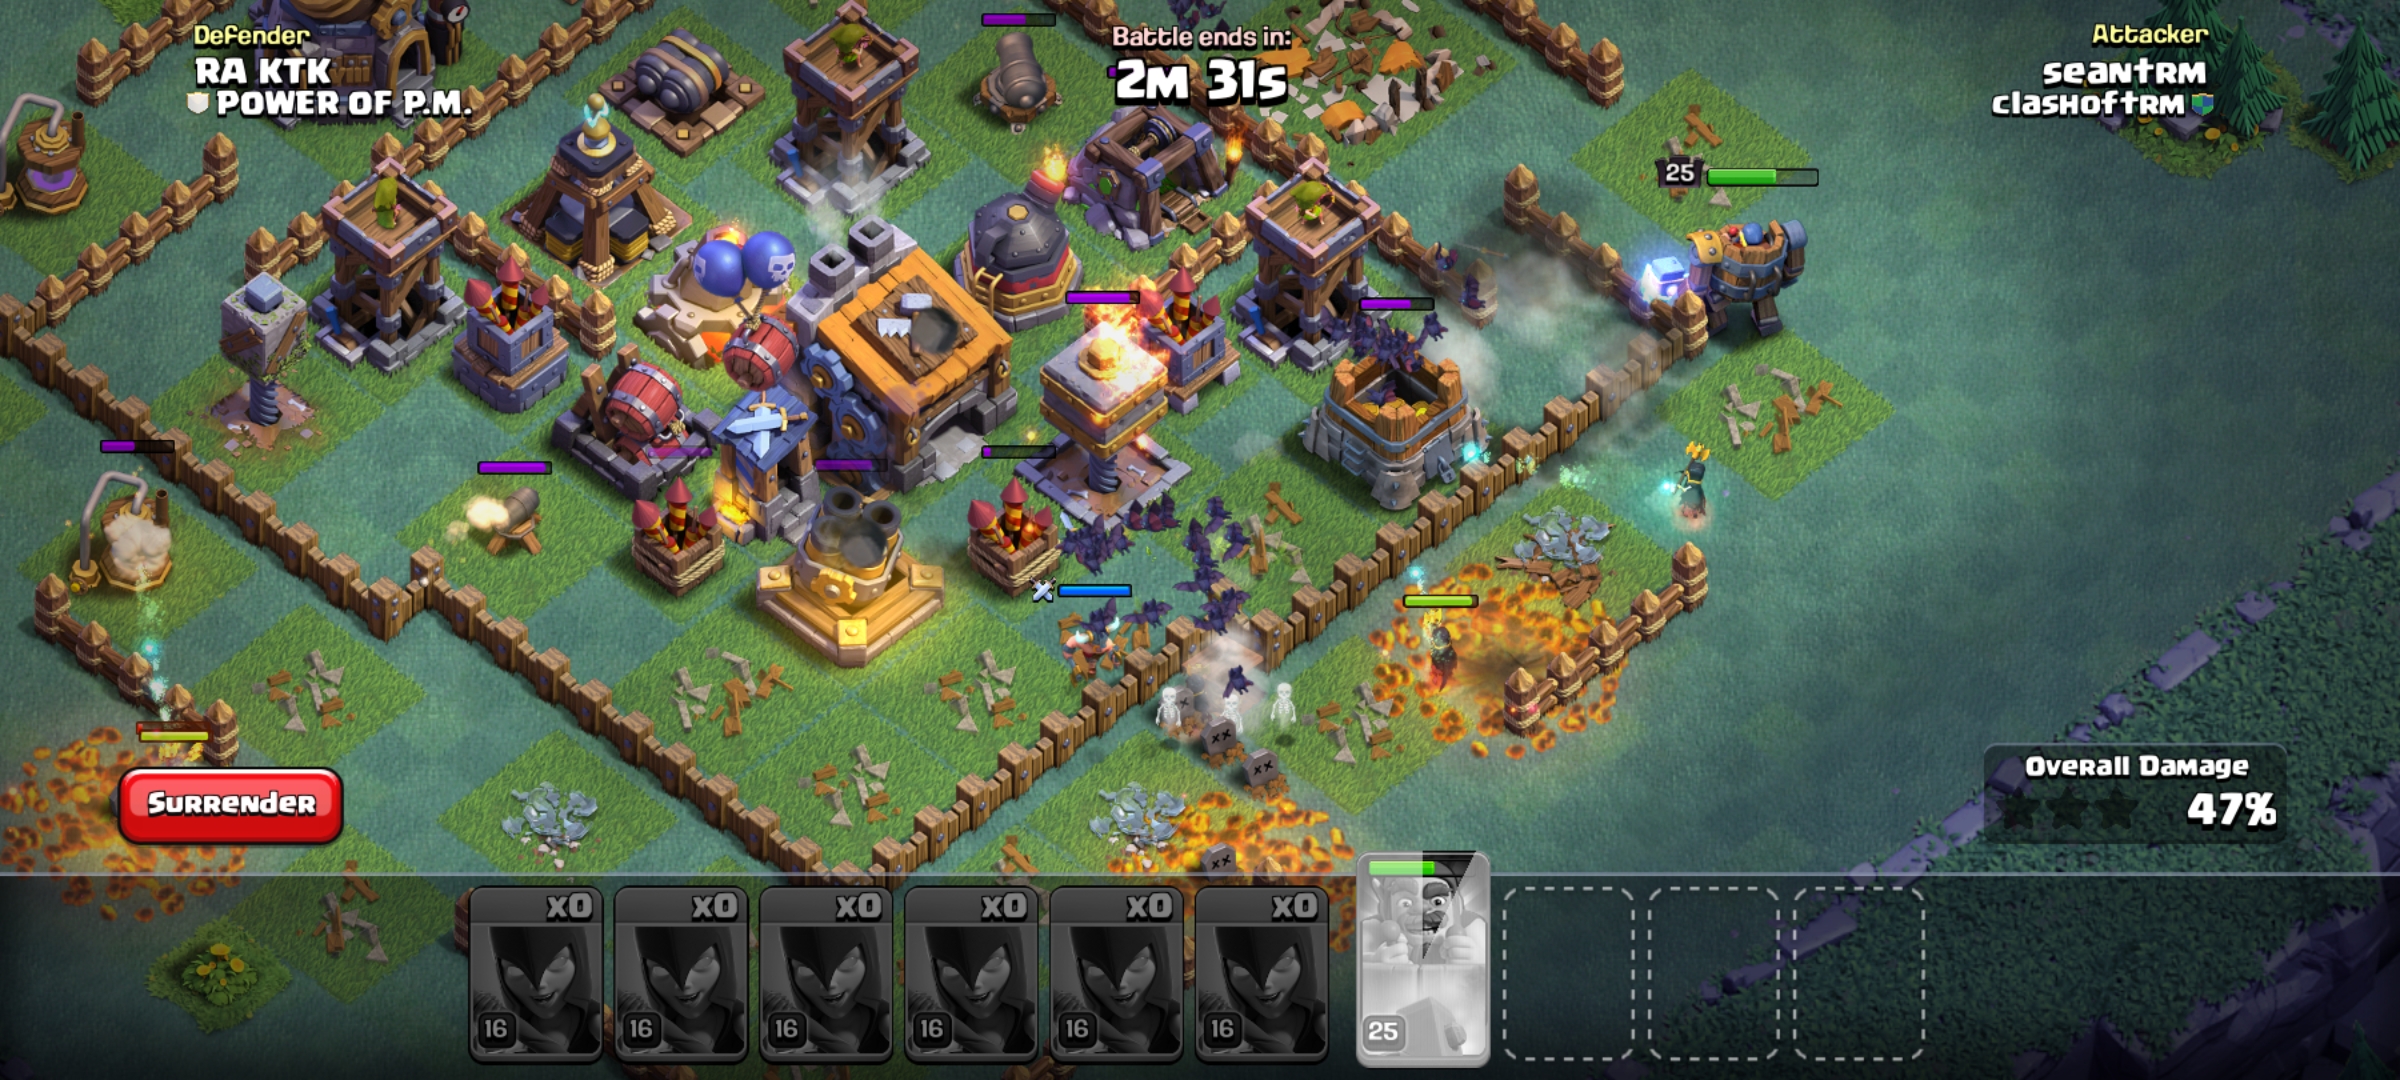 Defender
RA KTK
POWER OF P.M.
Battle ends in:
2M 31s
Attacker
seantRM
clashoftRM
25
Surrender
Overall Damage
47%
x0
x0
x0
x0
x0
x0
16
16
16
16
16
16
25